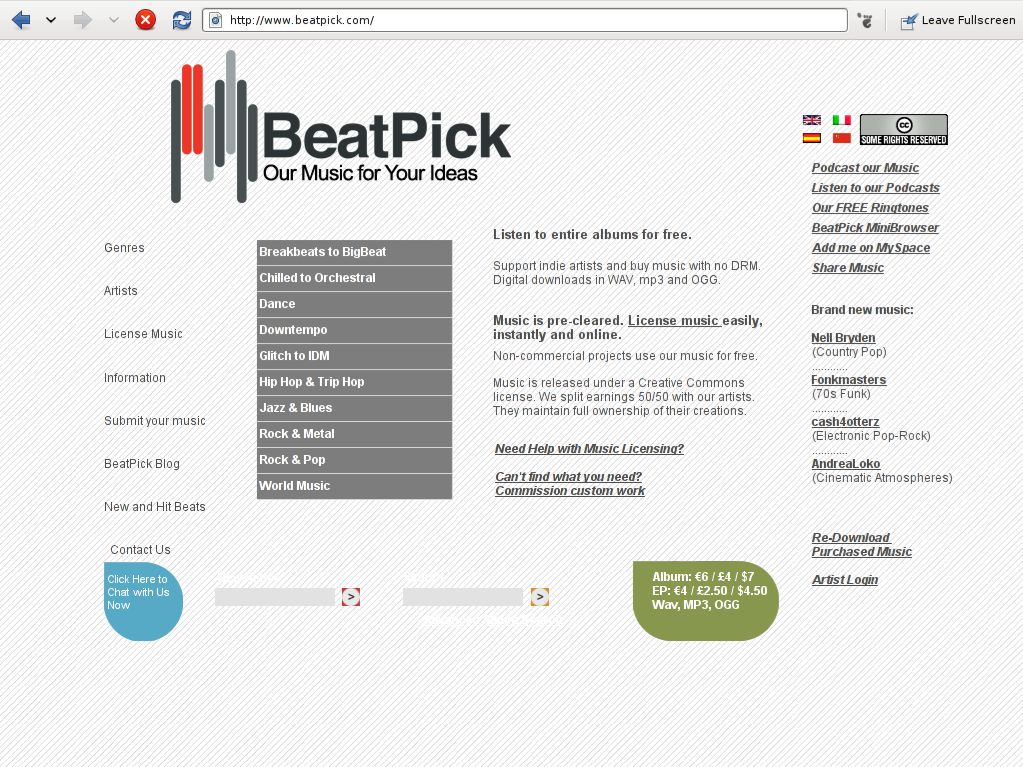 http://www.beatpick.com/
Leave Fullscreen
BeatPick
Our Music for Your Ideas
cc
SOME RIGHTS RESERVED
Podcast our Music
Listen to our Podcasts
Our FREE Ringtones
BeatPick MiniBrowser
Add me on MySpace
Share Music
Genres
Artists
License Music
Information
Submit your music
BeatPick Blog
New and Hit Beats
Contact Us
Breakbeats to BigBeat
Chilled to Orchestral
Dance
Downtempo
Glitch to IDM
Hip Hop & Trip Hop
Jazz & Blues
Rock & Metal
Rock & Pop
World Music
Listen to entire albums for free.
Support indie artists and buy music with no DRM.
Digital downloads in WAV, mp3 and OGG.
Music is pre-cleared. License music easily,
instantly and online.
Non-commercial projects use our music for free.
Music is released under a Creative Commons
license. We split earnings 50/50 with our artists.
They maintain full ownership of their creations.
Need Help with Music Licensing?
Can't find what you need?
Commission custom work
Brand new music:
Nell Bryden
(Country Pop)
............
Fonkmasters
(70s Funk)
............
cash4otterz
(Electronic Pop-Rock)
............
AndreaLoko
(Cinematic Atmospheres)
Re-Download
Purchased Music
Artist Login
Click Here to
Chat with Us
Now
>
>
Album: €6 / £4 / $7
EP: €4 / £2.50 / $4.50
Wav, MP3, OGG